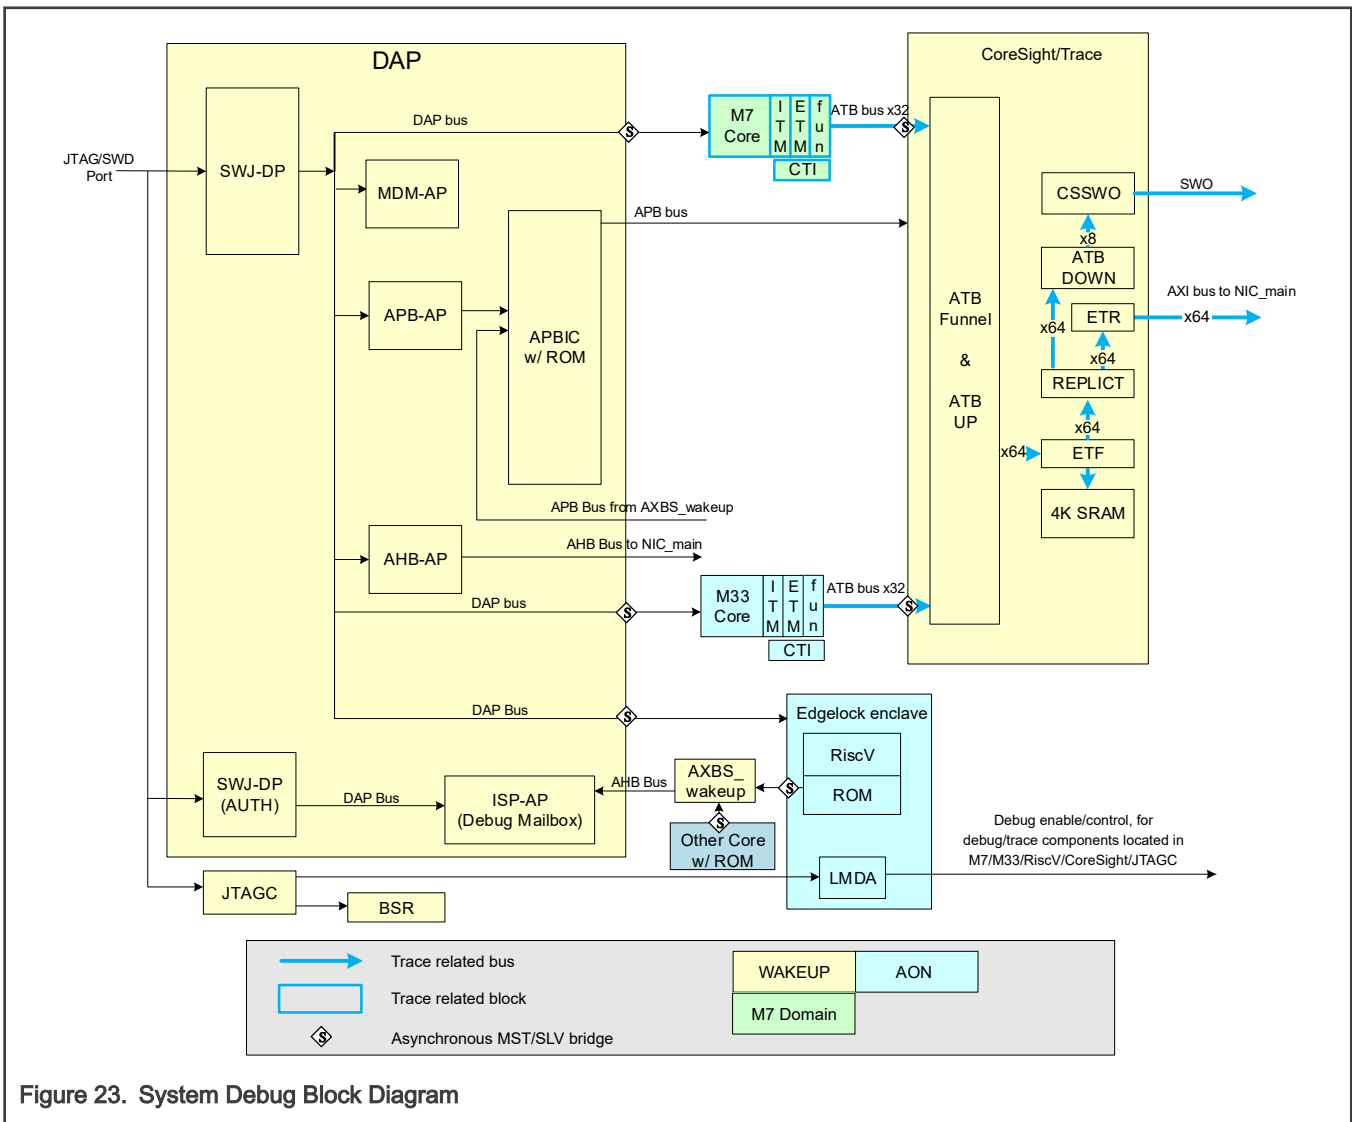 DAP
CoreSight/Trace
JTAG/SWD
Port
SWJ-DP
DAP bus
S
M7
Core
I
T
M
E
T
M
f
u
n
CTI
ATB bus x32
S
MDM-AP
APB bus
APB-AP
APBIC
w/ ROM
APB Bus from AXBS_wakeup
AHB-AP
AHB Bus to NIC_main
ATB
Funnel
&
ATB
UP
CSSWO
SWO
x8
ATB
DOWN
AXI bus to NIC_main
x64
ETR
x64
x64
REPLICT
x64
x64
ETF
4K SRAM
DAP bus
S
M33
Core
I
T
M
E
T
M
f
u
n
CTI
ATB bus x32
S
DAP Bus
S
Edgelock enclave
RiscV
ROM
S
SWJ-DP
(AUTH)
DAP Bus
ISP-AP
(Debug Mailbox)
AHB Bus
AXBS_
wakeup
S
Other Core
w/ ROM
LMDA
Debug enable/control, for
debug/trace components located in
M7/M33/RiscV/CoreSight/JTAGC
JTAGC
BSR
Trace related bus
Trace related block
S
Asynchronous MST/SLV bridge
WAKEUP
AON
M7 Domain
Figure 23. System Debug Block Diagram